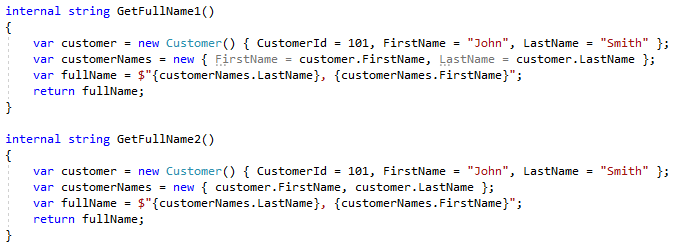 internal string GetFullName1()
{
    var customer = new Customer() { CustomerId = 101, FirstName = "John", LastName = "Smith" };
    var customerNames = new { FirstName = customer.FirstName, LastName = customer.LastName };
    var fullName = $"{customerNames.LastName}, {customerNames.FirstName}";
    return fullName;
}

internal string GetFullName2()
{
    var customer = new Customer() { CustomerId = 101, FirstName = "John", LastName = "Smith" };
    var customerNames = new { customer.FirstName, customer.LastName };
    var fullName = $"{customerNames.LastName}, {customerNames.FirstName}";
    return fullName;
}